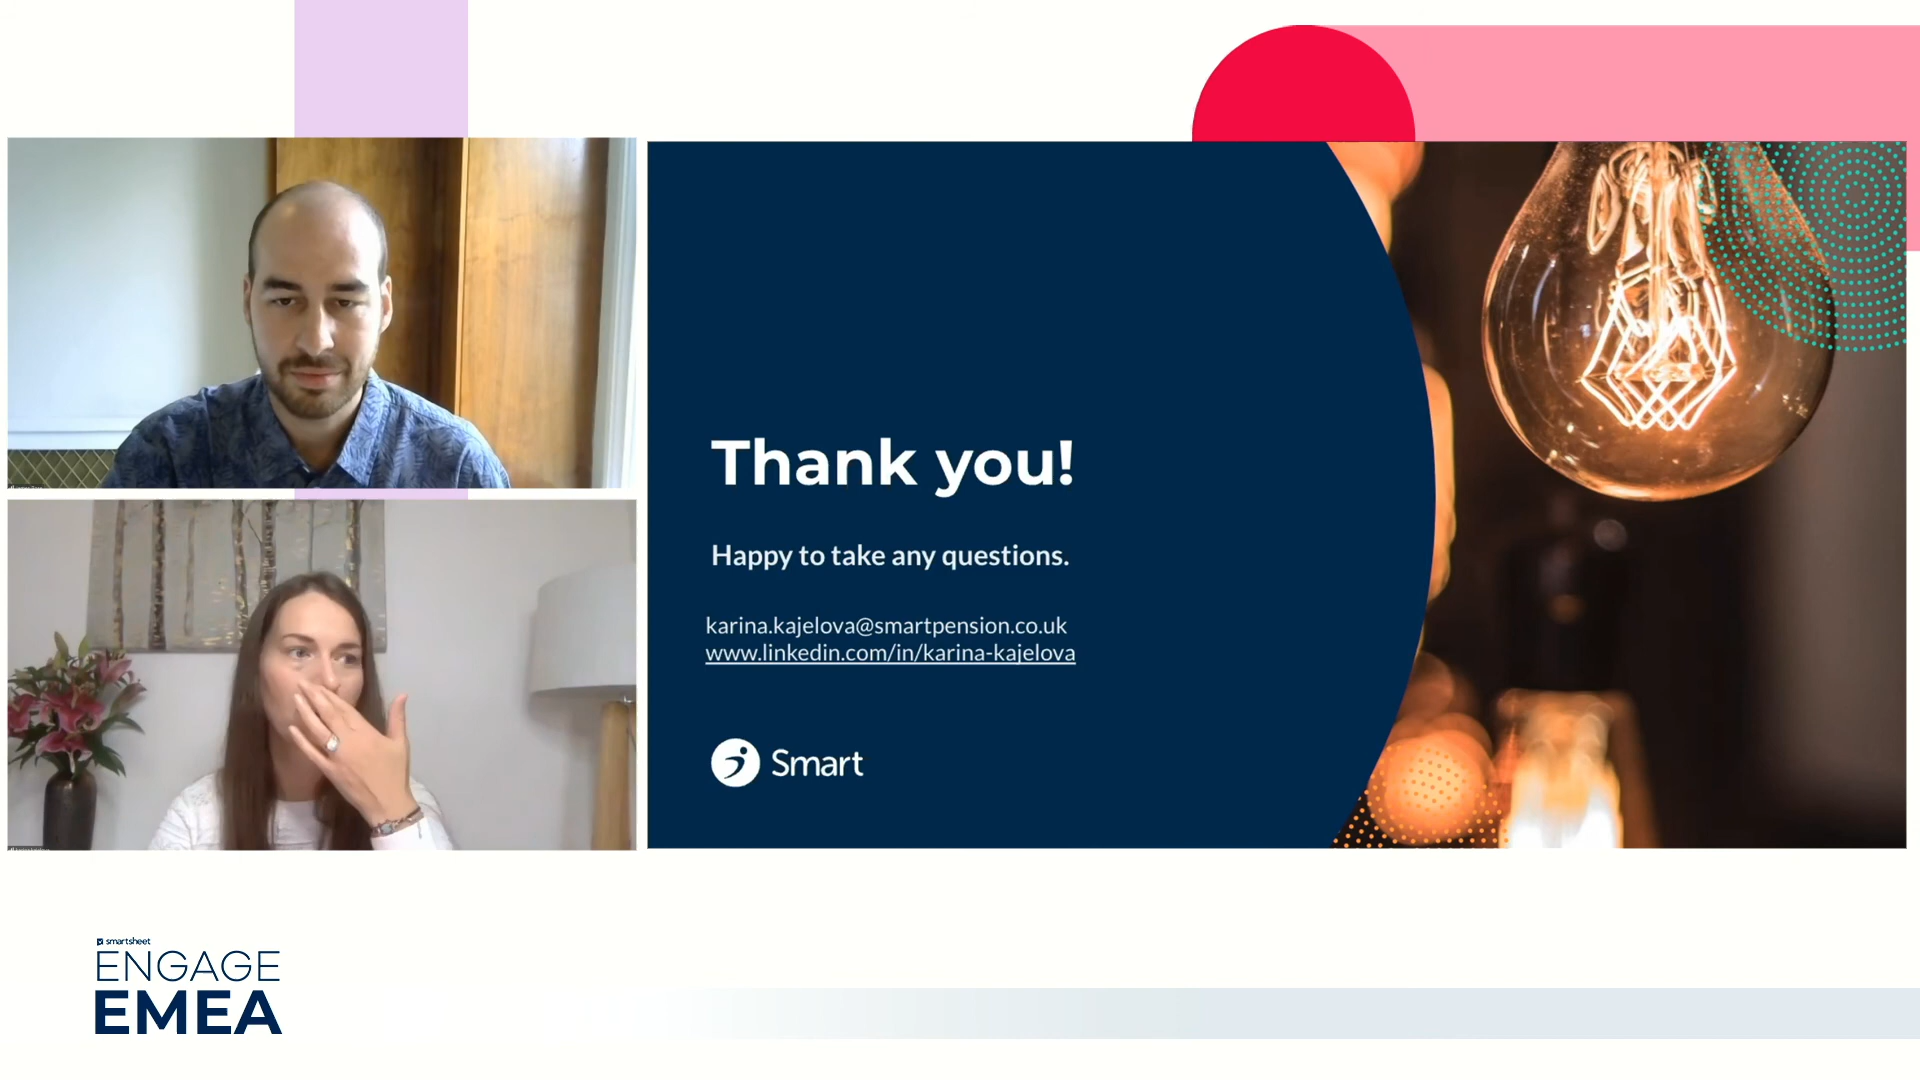 Thank you!
Happy to take any questions.
karina.kajelova@smartpension.co.uk
www.linkedin.com/in/karina-kajelova
Smart
smartsheet
ENGAGE
EMEA